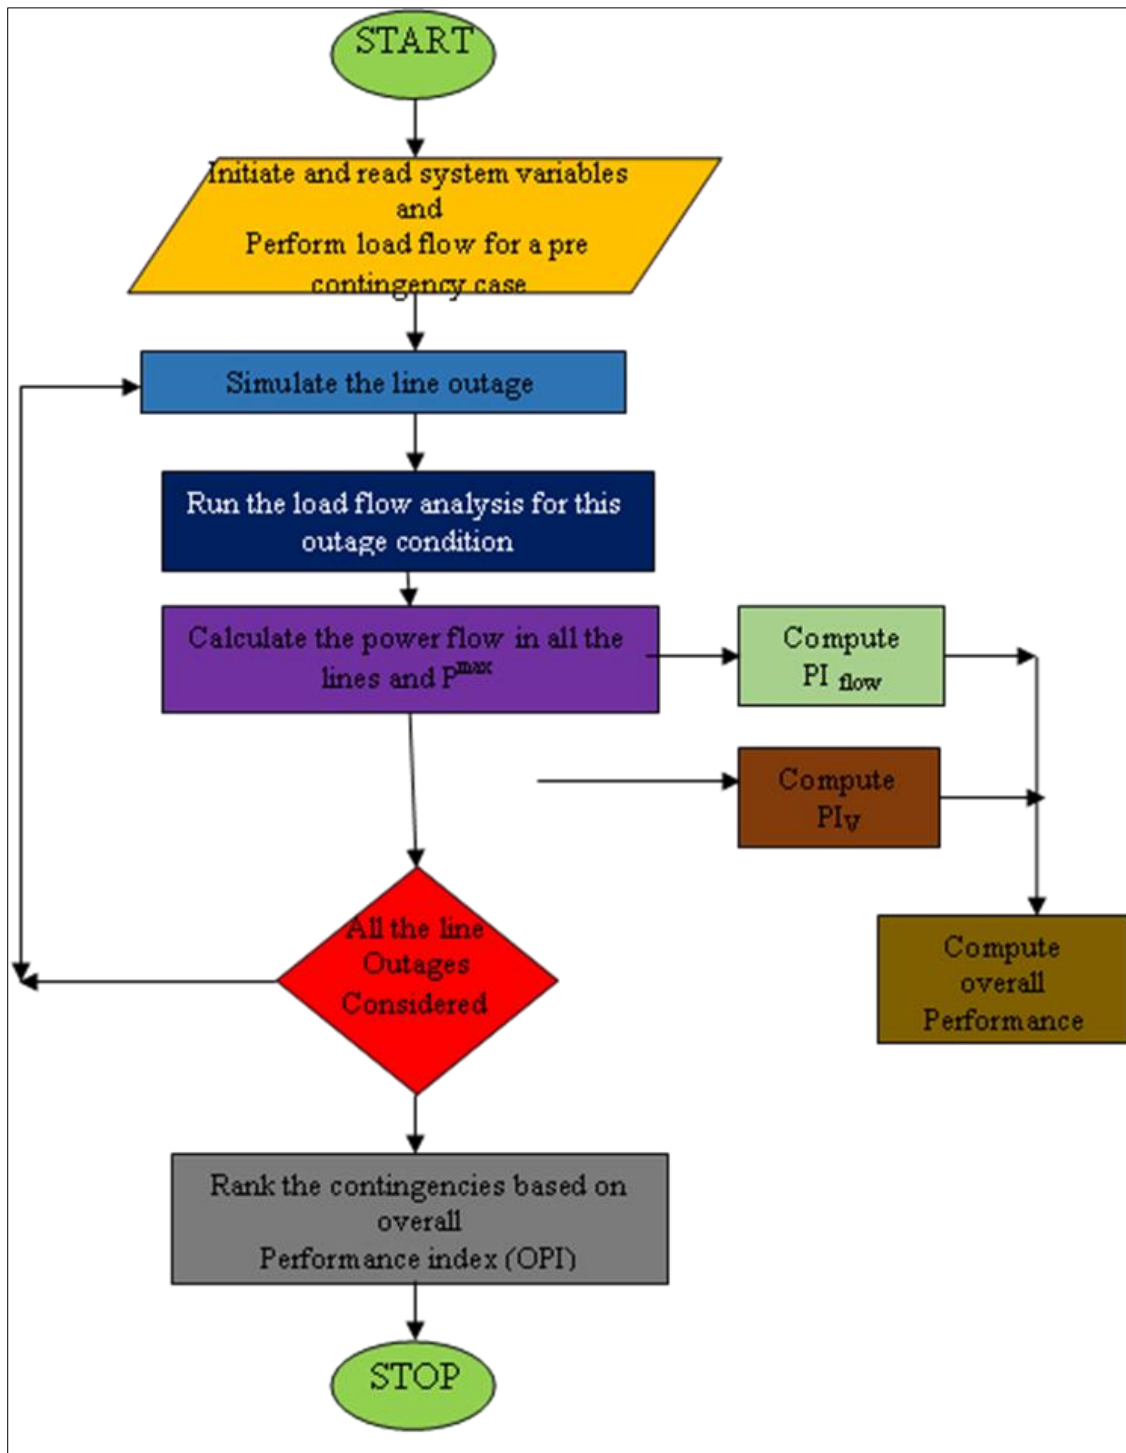 START
Initiate and read system variables
and
Perform load flow for a pre
contingency case
Simulate the line outage
Run the load flow analysis for this
outage condition
Calculate the power flow in all the
lines and P^max
Compute
PI flow
Compute
PIV
All the line
Outages
Considered
Compute
overall
Performance
Rank the contingencies based on
overall
Performance index (OPI)
STOP